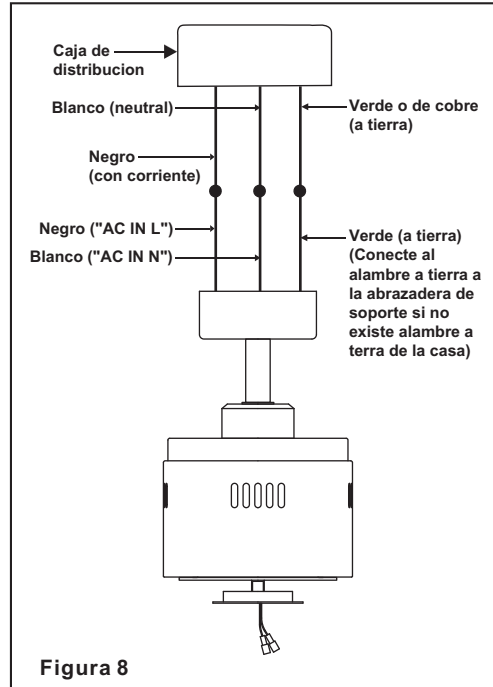 Caja de
distribucion
Blanco (neutral)
Verde o de cobre
(a tierra)
Negro
(con corriente)
Negro ("AC IN L")
Blanco ("AC IN N")
Verde (a tierra)
(Conecte al
alambre a tierra a
la abrazadera de
soporte si no
existe alambre a
terra de la casa)
Figura 8